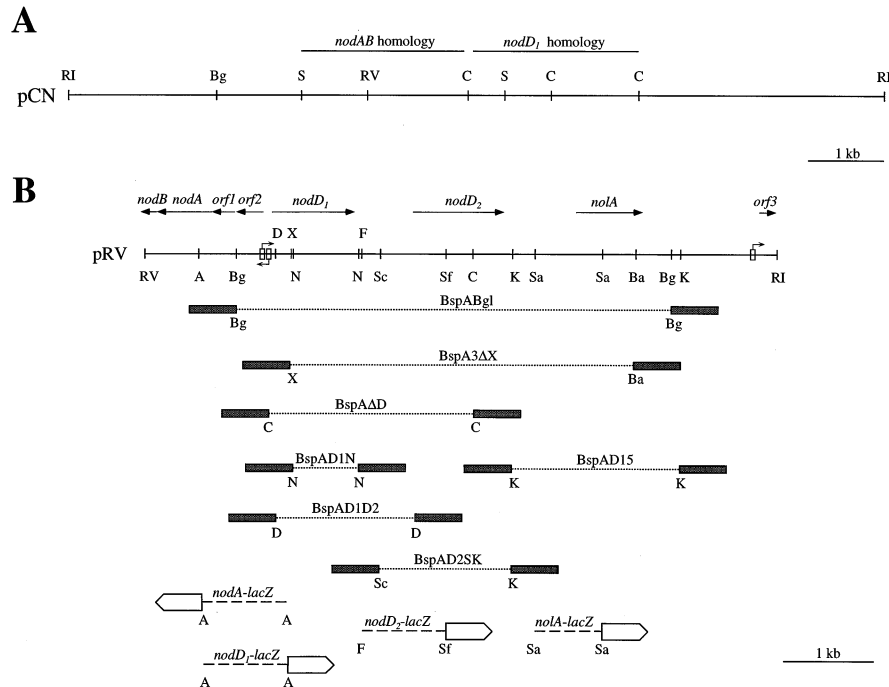 A
nodAB homology nodD1 homology
RI Bg S RV C S C C RI
pCN
1 kb
B
nodB nodA orf1 orf2 nodD1 nodD2 nolA orf3
D X F
pRV
RV A Bg N N Sc Sf C K Sa Sa Ba Bg K RI
BspABgl
Bg Bg
BspA3ΔX
X Ba
BspAΔD
C C
BspAD1N BspAD15
N N K K
BspAD1D2
D D
BspAD2SK
Sc K
nodA-lacZ
A A
nodD2-lacZ nolA-lacZ
F Sf Sa Sa
nodD1-lacZ
A A
1 kb